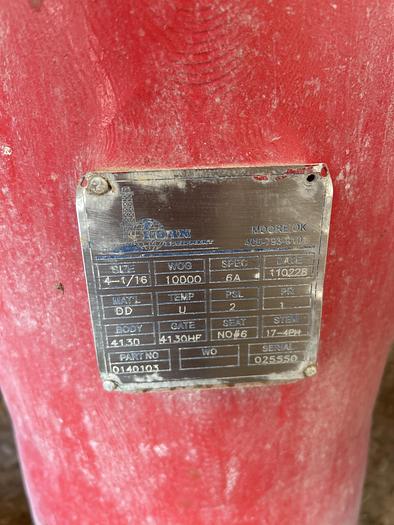 MOORE OK
SIZE WOG SPEC DATE
4-1/16 10000 6A 110228
MAT'L TEMP PSL PR
DD U 2 1
BODY GATE SEAT STEM
4130 4130HF NO#6 17-4PH
PART NO WO SERIAL
0140103 025550